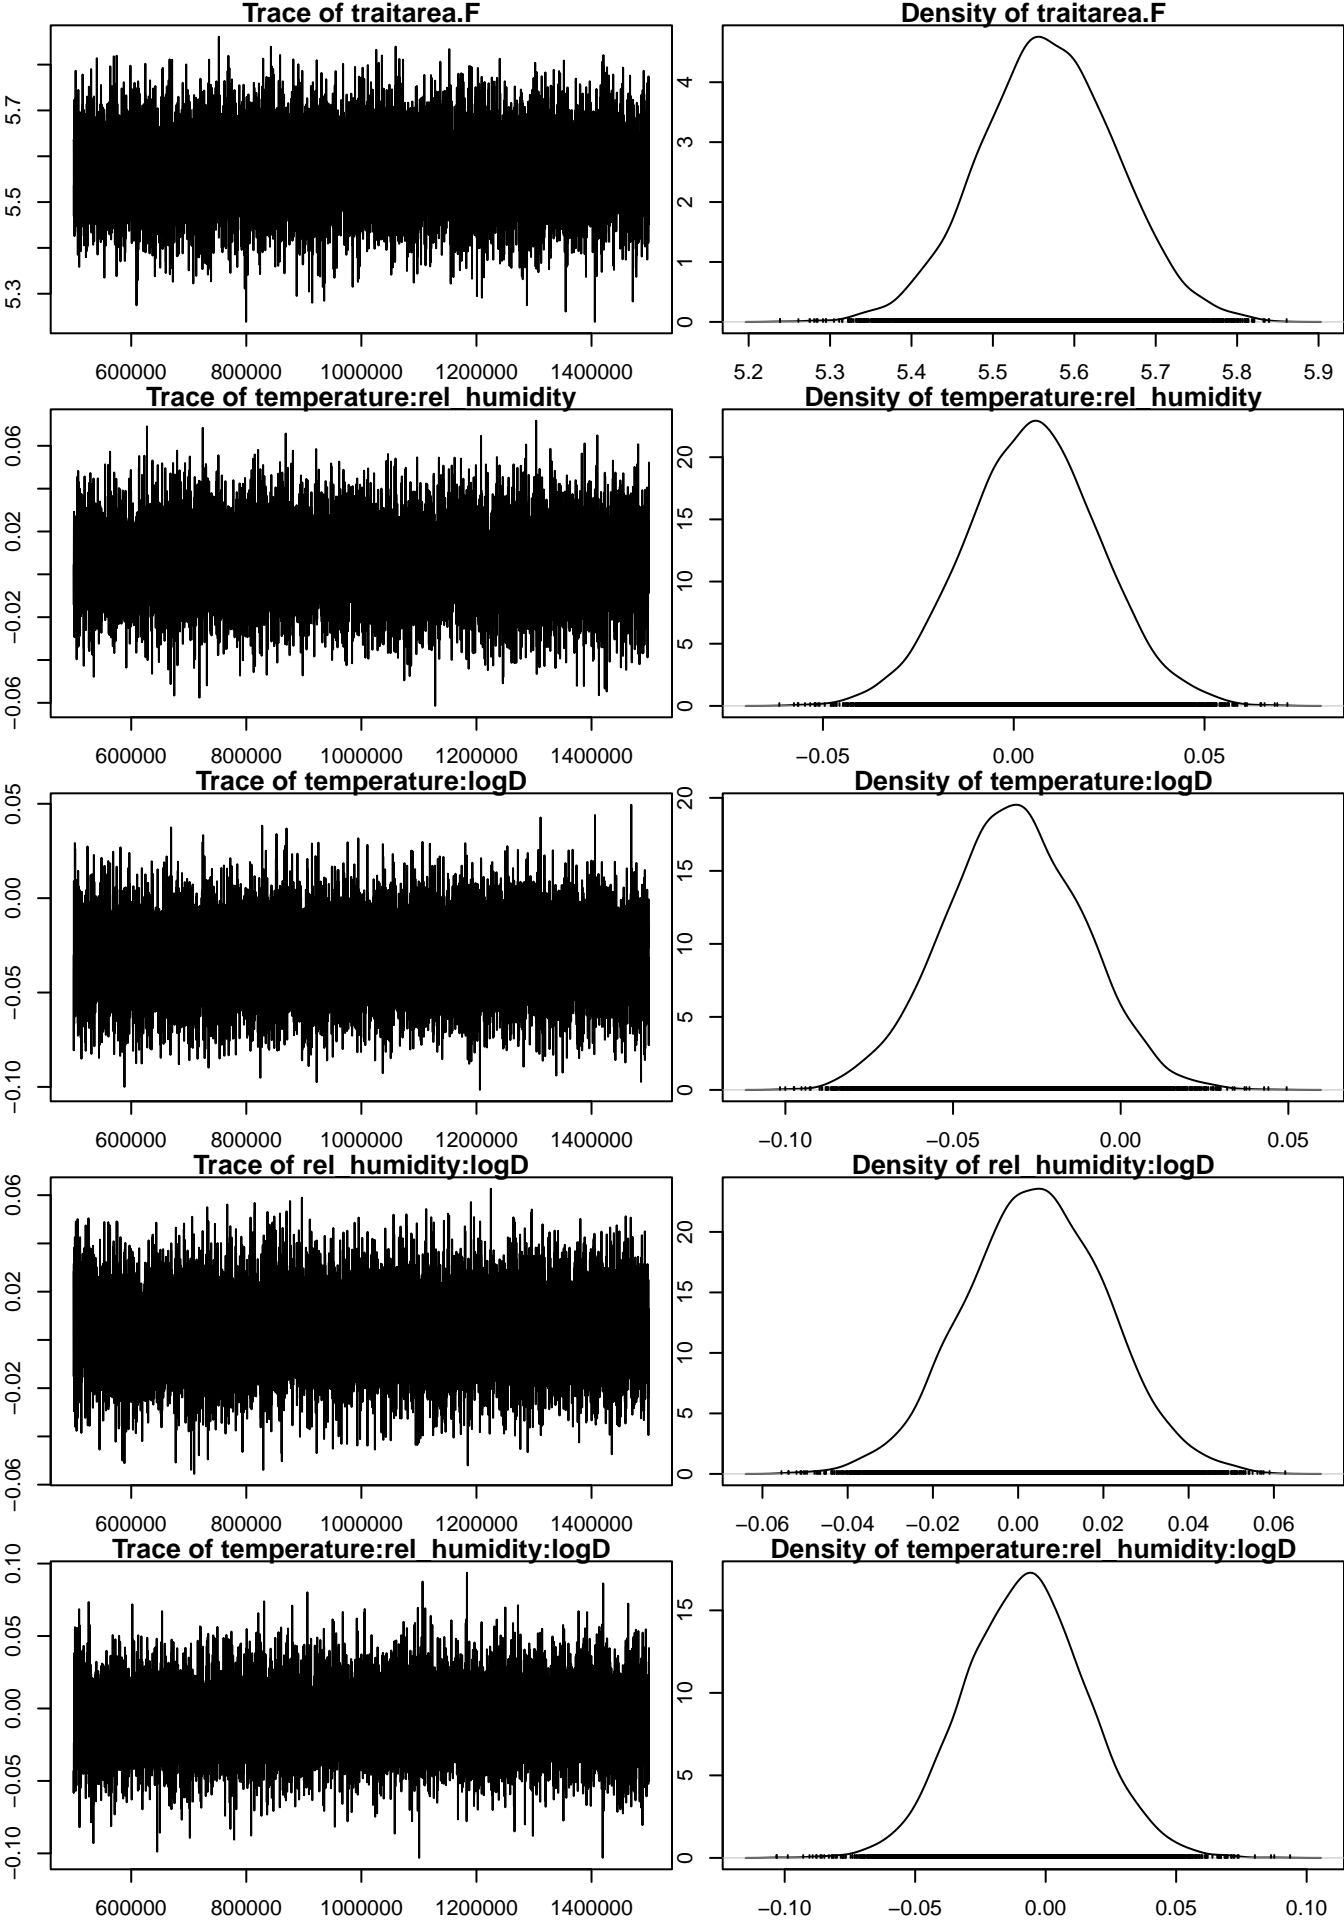 Trace of traitarea.F
Density of traitarea.F
5.3 5.5 5.7
0 1 2 3 4
600000 800000 1000000 1200000 1400000
5.2 5.3 5.4 5.5 5.6 5.7 5.8 5.9
Trace of temperature:rel_humidity
Density of temperature:rel_humidity
−0.06 −0.02 0.02 0.06
0 5 10 15 20
600000 800000 1000000 1200000 1400000
−0.05 0.00 0.05
Trace of temperature:logD
Density of temperature:logD
−0.10 −0.05 0.00 0.05
0 5 10 15 20
600000 800000 1000000 1200000 1400000
−0.10 −0.05 0.00 0.05
Trace of rel_humidity:logD
Density of rel_humidity:logD
−0.06 −0.02 0.02 0.06
0 5 10 15 20
600000 800000 1000000 1200000 1400000
−0.06 −0.04 −0.02 0.00 0.02 0.04 0.06
Trace of temperature:rel_humidity:logD
Density of temperature:rel_humidity:logD
−0.10 −0.05 0.00 0.05 0.10
0 5 10 15
600000 800000 1000000 1200000 1400000
−0.10 −0.05 0.00 0.05 0.10